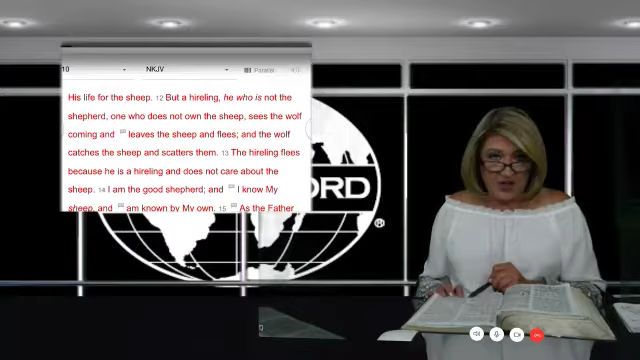 10 NKJV Parallel
His life for the sheep. 12 But a hireling, he who is not the
shepherd, one who does not own the sheep, sees the wolf
coming and leaves the sheep and flees; and the wolf
catches the sheep and scatters them. 13 The hireling flees
because he is a hireling and does not care about the
sheep. 14 I am the good shepherd; and I know My
sheep, and am known by My own. 15 As the Father
ORD
®